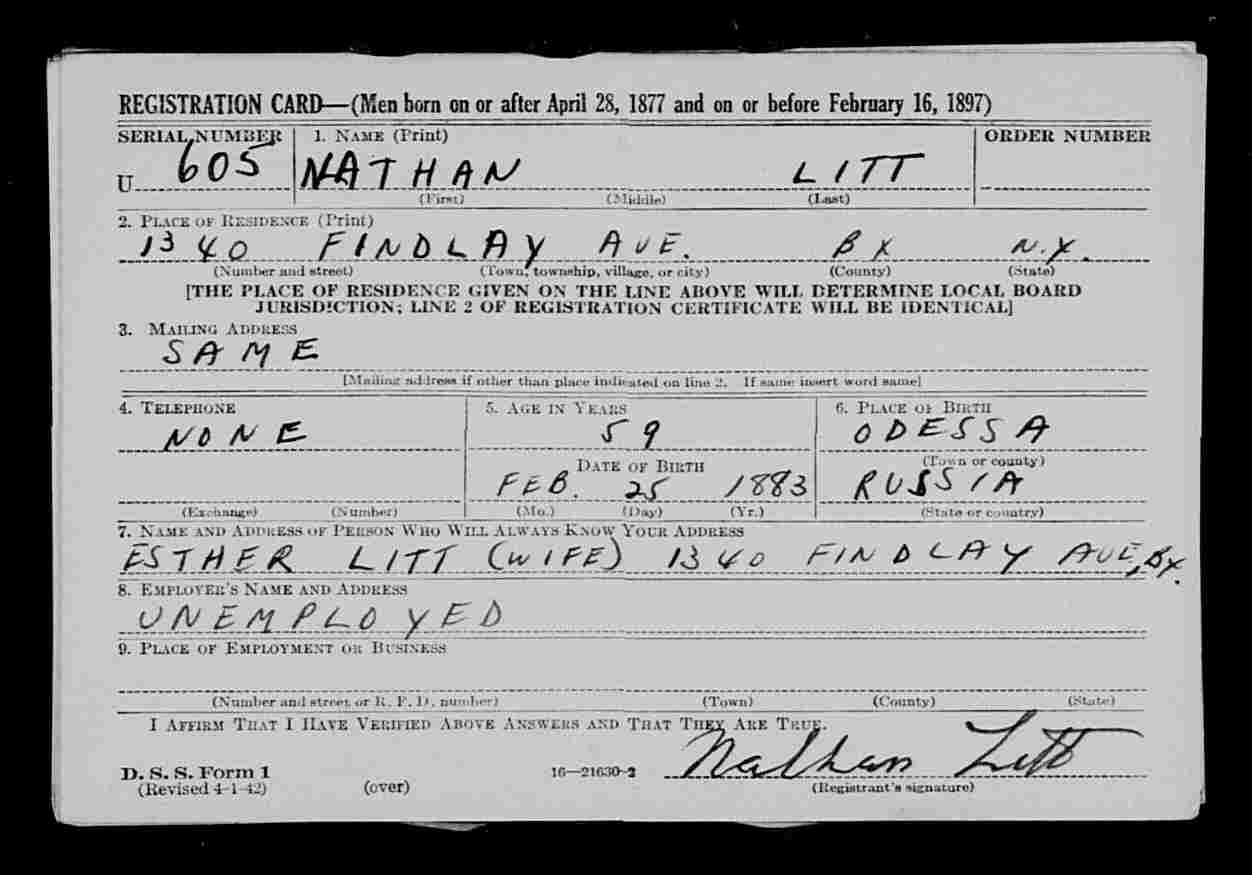 REGISTRATION CARD—(Men born on or after April 28, 1877 and on or before February 16, 1897)
SERIAL NUMBER 1. NAME (Print) ORDER NUMBER
U 605 NATHAN LITT
(First) (Middle) (Last)
2. PLACE OF RESIDENCE (Print)
1340 FINDLAY AVE. BX N.Y.
(Number and street) (Town, township, village, or city) (County) (State)
[THE PLACE OF RESIDENCE GIVEN ON THE LINE ABOVE WILL DETERMINE LOCAL BOARD
JURISDICTION; LINE 2 OF REGISTRATION CERTIFICATE WILL BE IDENTICAL]
3. MAILING ADDRESS
SAME
[Mailing address if other than place indicated on line 2. If same insert word same]
4. TELEPHONE 5. AGE IN YEARS 6. PLACE OF BIRTH
NONE 59 ODESSA
DATE OF BIRTH (Town or county)
FEB. 25 1883 RUSSIA
(Exchange) (Number) (Mo.) (Day) (Yr.) (State or country)
7. NAME AND ADDRESS OF PERSON WHO WILL ALWAYS KNOW YOUR ADDRESS
ESTHER LITT (WIFE) 1340 FINDLAY AVE, BX.
8. EMPLOYER'S NAME AND ADDRESS
UNEMPLOYED
9. PLACE OF EMPLOYMENT OR BUSINESS
(Number and street or R. F. D. number) (Town) (County) (State)
I AFFIRM THAT I HAVE VERIFIED ABOVE ANSWERS AND THAT THEY ARE TRUE.
Nathan Litt
D. S. S. Form 1 16—21630-2
(Revised 4-1-42) (over) (Registrant's signature)